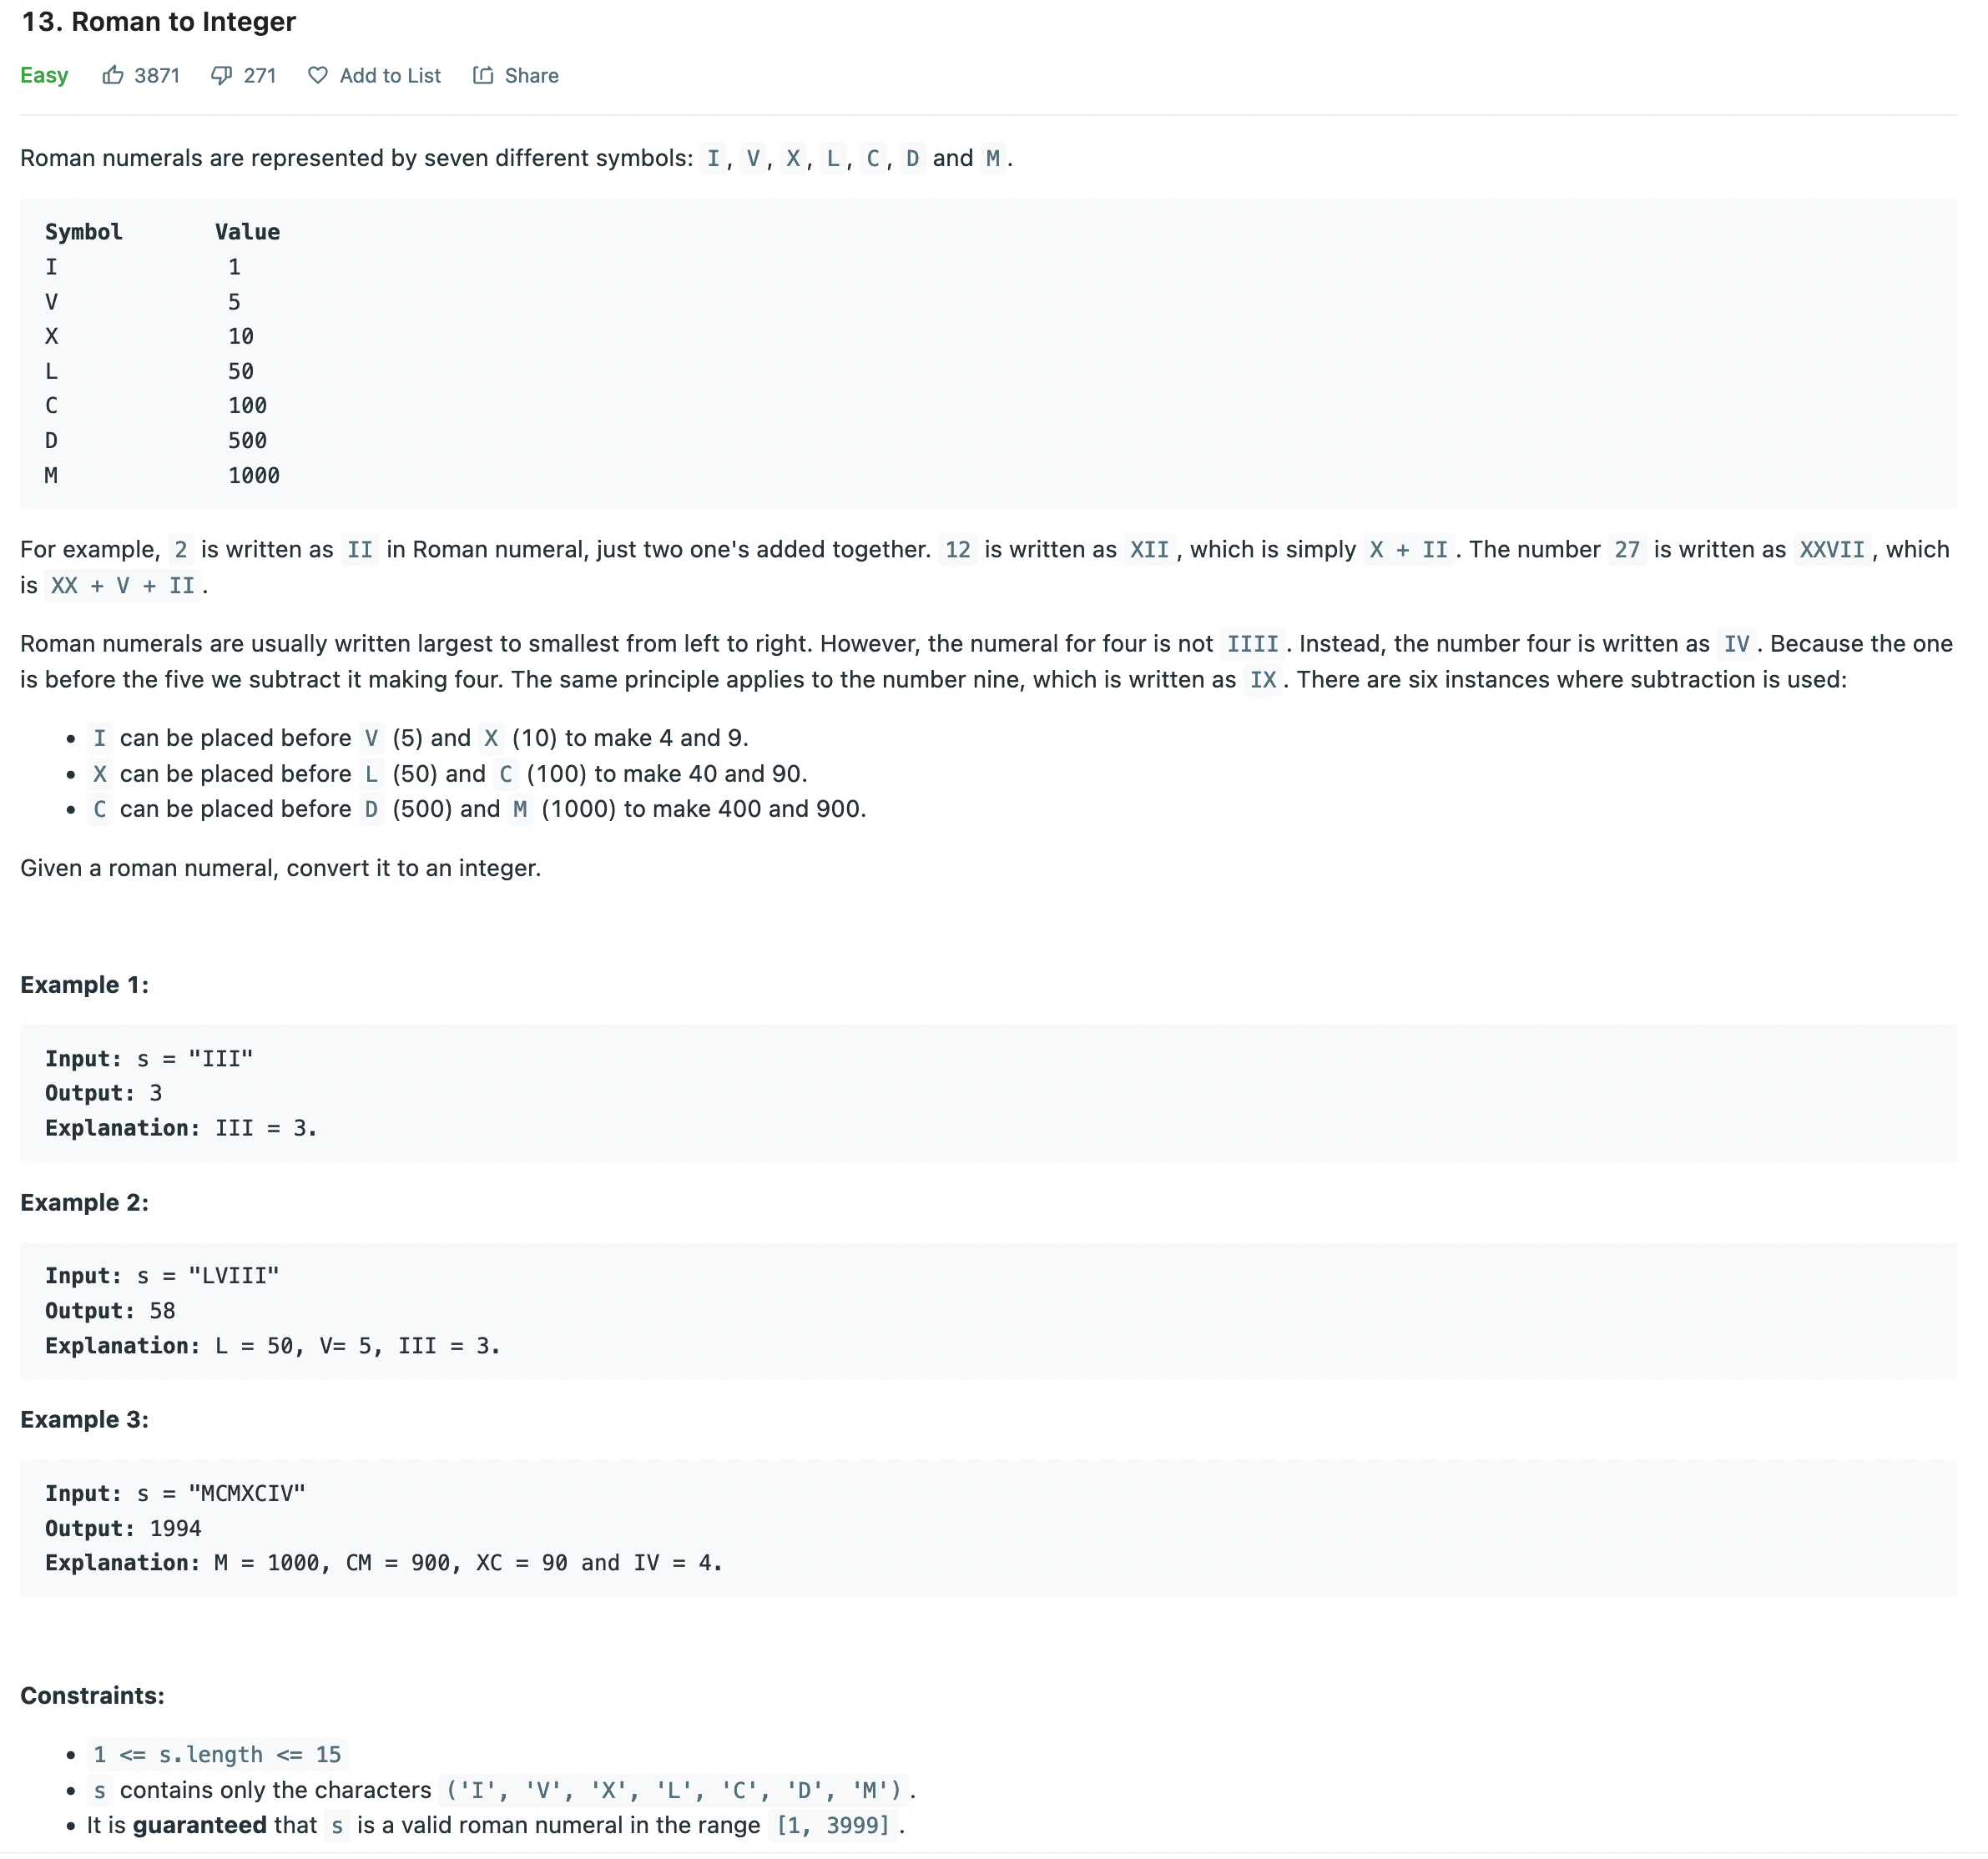 13. Roman to Integer
Easy 3871 271 Add to List Share
Roman numerals are represented by seven different symbols: I, V, X, L, C, D and M.
Symbol Value
I 1
V 5
X 10
L 50
C 100
D 500
M 1000
For example, 2 is written as II in Roman numeral, just two one's added together. 12 is written as XII, which is simply X + II. The number 27 is written as XXVII, which
is XX + V + II.
Roman numerals are usually written largest to smallest from left to right. However, the numeral for four is not IIII. Instead, the number four is written as IV. Because the one
is before the five we subtract it making four. The same principle applies to the number nine, which is written as IX. There are six instances where subtraction is used:
• I can be placed before V (5) and X (10) to make 4 and 9.
• X can be placed before L (50) and C (100) to make 40 and 90.
• C can be placed before D (500) and M (1000) to make 400 and 900.
Given a roman numeral, convert it to an integer.
Example 1:
Input: s = "III"
Output: 3
Explanation: III = 3.
Example 2:
Input: s = "LVIII"
Output: 58
Explanation: L = 50, V= 5, III = 3.
Example 3:
Input: s = "MCMXCIV"
Output: 1994
Explanation: M = 1000, CM = 900, XC = 90 and IV = 4.
Constraints:
• 1 <= s.length <= 15
• s contains only the characters ('I', 'V', 'X', 'L', 'C', 'D', 'M').
• It is guaranteed that s is a valid roman numeral in the range [1, 3999].